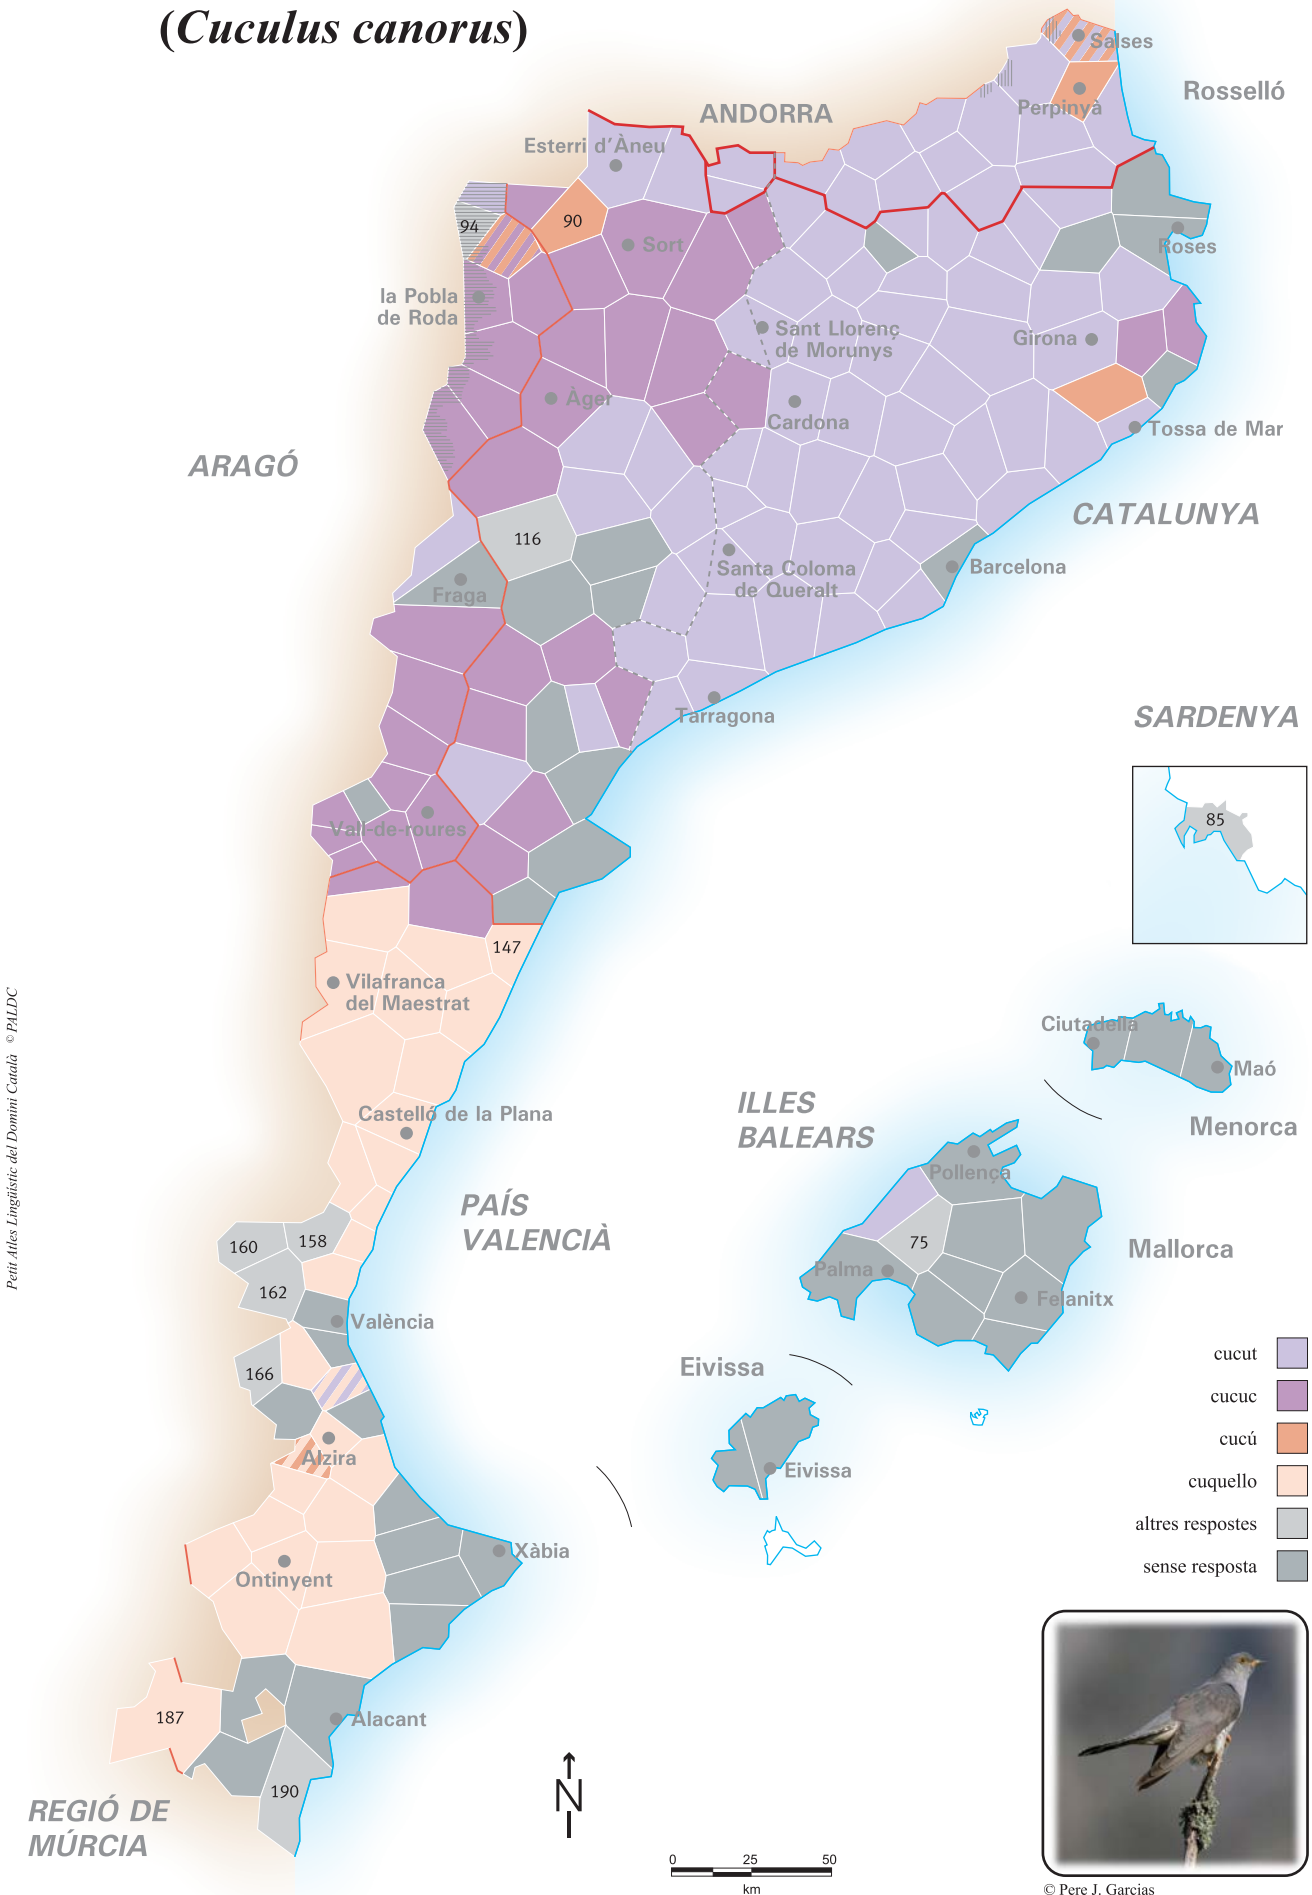 (Cuculus canorus)
Salses
Rosselló
Perpinyà
ANDORRA
Esterri d'Àneu
94
90
Sort
Roses
la Pobla
de Roda
Sant Llorenç
de Morunys
Girona
Àger
Cardona
Tossa de Mar
ARAGÓ
CATALUNYA
116
Santa Coloma
de Queralt
Barcelona
Fraga
Tarragona
SARDENYA
85
Vall-de-roures
147
Vilafranca
del Maestrat
Ciutadella
Maó
Menorca
Castelló de la Plana
ILLES
BALEARS
Pollença
PAÍS
VALENCIÀ
160
158
162
75
Mallorca
Palma
Felanitx
València
166
Eivissa
Alzira
Eivissa
Xàbia
Ontinyent
187
Alacant
190
REGIÓ DE
MÚRCIA
N
0 25 50
km
cucut
cucuc
cucú
cuquello
altres respostes
sense resposta
© Pere J. Garcias
Petit Atles Lingüístic del Domini Català © PALDC